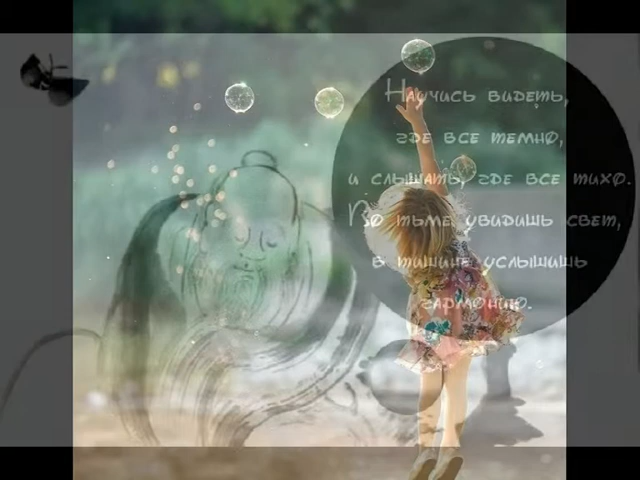 Научись видеть,
где все темно,
и слышать, где все тихо.
Во тьме увидишь свет,
в тишине услышишь
гармонию.